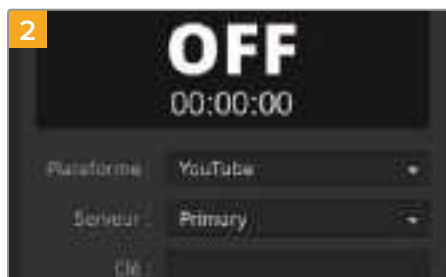 2
OFF
00:00:00
Plateforme : YouTube
Serveur : Primary
Clé :